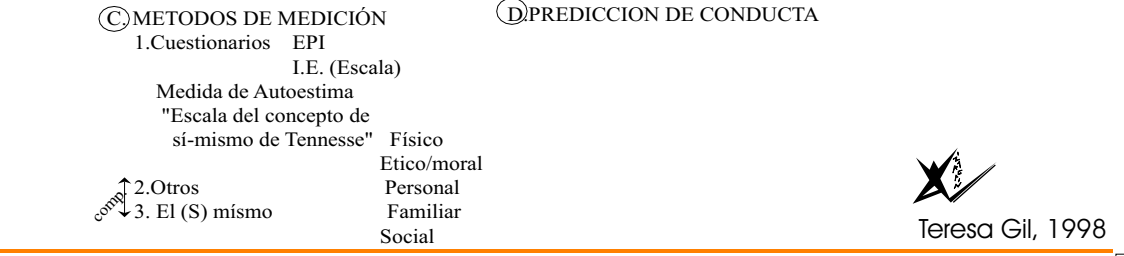 C. METODOS DE MEDICIÓN
1.Cuestionarios EPI
I.E. (Escala)
Medida de Autoestima
"Escala del concepto de
sí-mismo de Tennesse" Físico
Etico/moral
comp. 2.Otros Personal
3. El (S) mísmo Familiar
Social
D.PREDICCION DE CONDUCTA
Teresa Gil, 1998